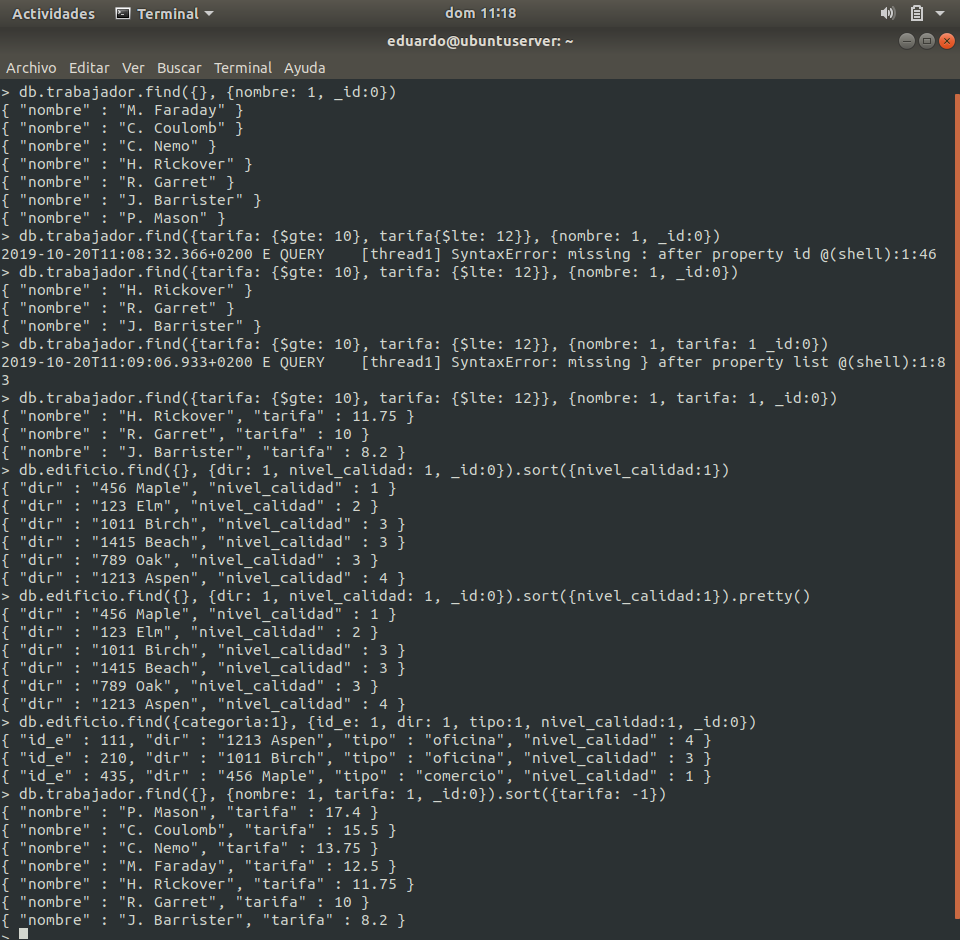 Actividades Terminal dom 11:18
eduardo@ubuntuserver: ~
Archivo Editar Ver Buscar Terminal Ayuda
> db.trabajador.find({}, {nombre: 1, _id:0})
{ "nombre" : "M. Faraday" }
{ "nombre" : "C. Coulomb" }
{ "nombre" : "C. Nemo" }
{ "nombre" : "H. Rickover" }
{ "nombre" : "R. Garret" }
{ "nombre" : "J. Barrister" }
{ "nombre" : "P. Mason" }
> db.trabajador.find({tarifa: {$gte: 10}, tarifa{$lte: 12}}, {nombre: 1, _id:0})
2019-10-20T11:08:32.366+0200 E QUERY    [thread1] SyntaxError: missing : after property id @(shell):1:46
> db.trabajador.find({tarifa: {$gte: 10}, tarifa: {$lte: 12}}, {nombre: 1, _id:0})
{ "nombre" : "H. Rickover" }
{ "nombre" : "R. Garret" }
{ "nombre" : "J. Barrister" }
> db.trabajador.find({tarifa: {$gte: 10}, tarifa: {$lte: 12}}, {nombre: 1, tarifa: 1 _id:0})
2019-10-20T11:09:06.933+0200 E QUERY    [thread1] SyntaxError: missing } after property list @(shell):1:8
3
> db.trabajador.find({tarifa: {$gte: 10}, tarifa: {$lte: 12}}, {nombre: 1, tarifa: 1, _id:0})
{ "nombre" : "H. Rickover", "tarifa" : 11.75 }
{ "nombre" : "R. Garret", "tarifa" : 10 }
{ "nombre" : "J. Barrister", "tarifa" : 8.2 }
> db.edificio.find({}, {dir: 1, nivel_calidad: 1, _id:0}).sort({nivel_calidad:1})
{ "dir" : "456 Maple", "nivel_calidad" : 1 }
{ "dir" : "123 Elm", "nivel_calidad" : 2 }
{ "dir" : "1011 Birch", "nivel_calidad" : 3 }
{ "dir" : "1415 Beach", "nivel_calidad" : 3 }
{ "dir" : "789 Oak", "nivel_calidad" : 3 }
{ "dir" : "1213 Aspen", "nivel_calidad" : 4 }
> db.edificio.find({}, {dir: 1, nivel_calidad: 1, _id:0}).sort({nivel_calidad:1}).pretty()
{ "dir" : "456 Maple", "nivel_calidad" : 1 }
{ "dir" : "123 Elm", "nivel_calidad" : 2 }
{ "dir" : "1011 Birch", "nivel_calidad" : 3 }
{ "dir" : "1415 Beach", "nivel_calidad" : 3 }
{ "dir" : "789 Oak", "nivel_calidad" : 3 }
{ "dir" : "1213 Aspen", "nivel_calidad" : 4 }
> db.edificio.find({categoria:1}, {id_e: 1, dir: 1, tipo:1, nivel_calidad:1, _id:0})
{ "id_e" : 111, "dir" : "1213 Aspen", "tipo" : "oficina", "nivel_calidad" : 4 }
{ "id_e" : 210, "dir" : "1011 Birch", "tipo" : "oficina", "nivel_calidad" : 3 }
{ "id_e" : 435, "dir" : "456 Maple", "tipo" : "comercio", "nivel_calidad" : 1 }
> db.trabajador.find({}, {nombre: 1, tarifa: 1, _id:0}).sort({tarifa: -1})
{ "nombre" : "P. Mason", "tarifa" : 17.4 }
{ "nombre" : "C. Coulomb", "tarifa" : 15.5 }
{ "nombre" : "C. Nemo", "tarifa" : 13.75 }
{ "nombre" : "M. Faraday", "tarifa" : 12.5 }
{ "nombre" : "H. Rickover", "tarifa" : 11.75 }
{ "nombre" : "R. Garret", "tarifa" : 10 }
{ "nombre" : "J. Barrister", "tarifa" : 8.2 }
>